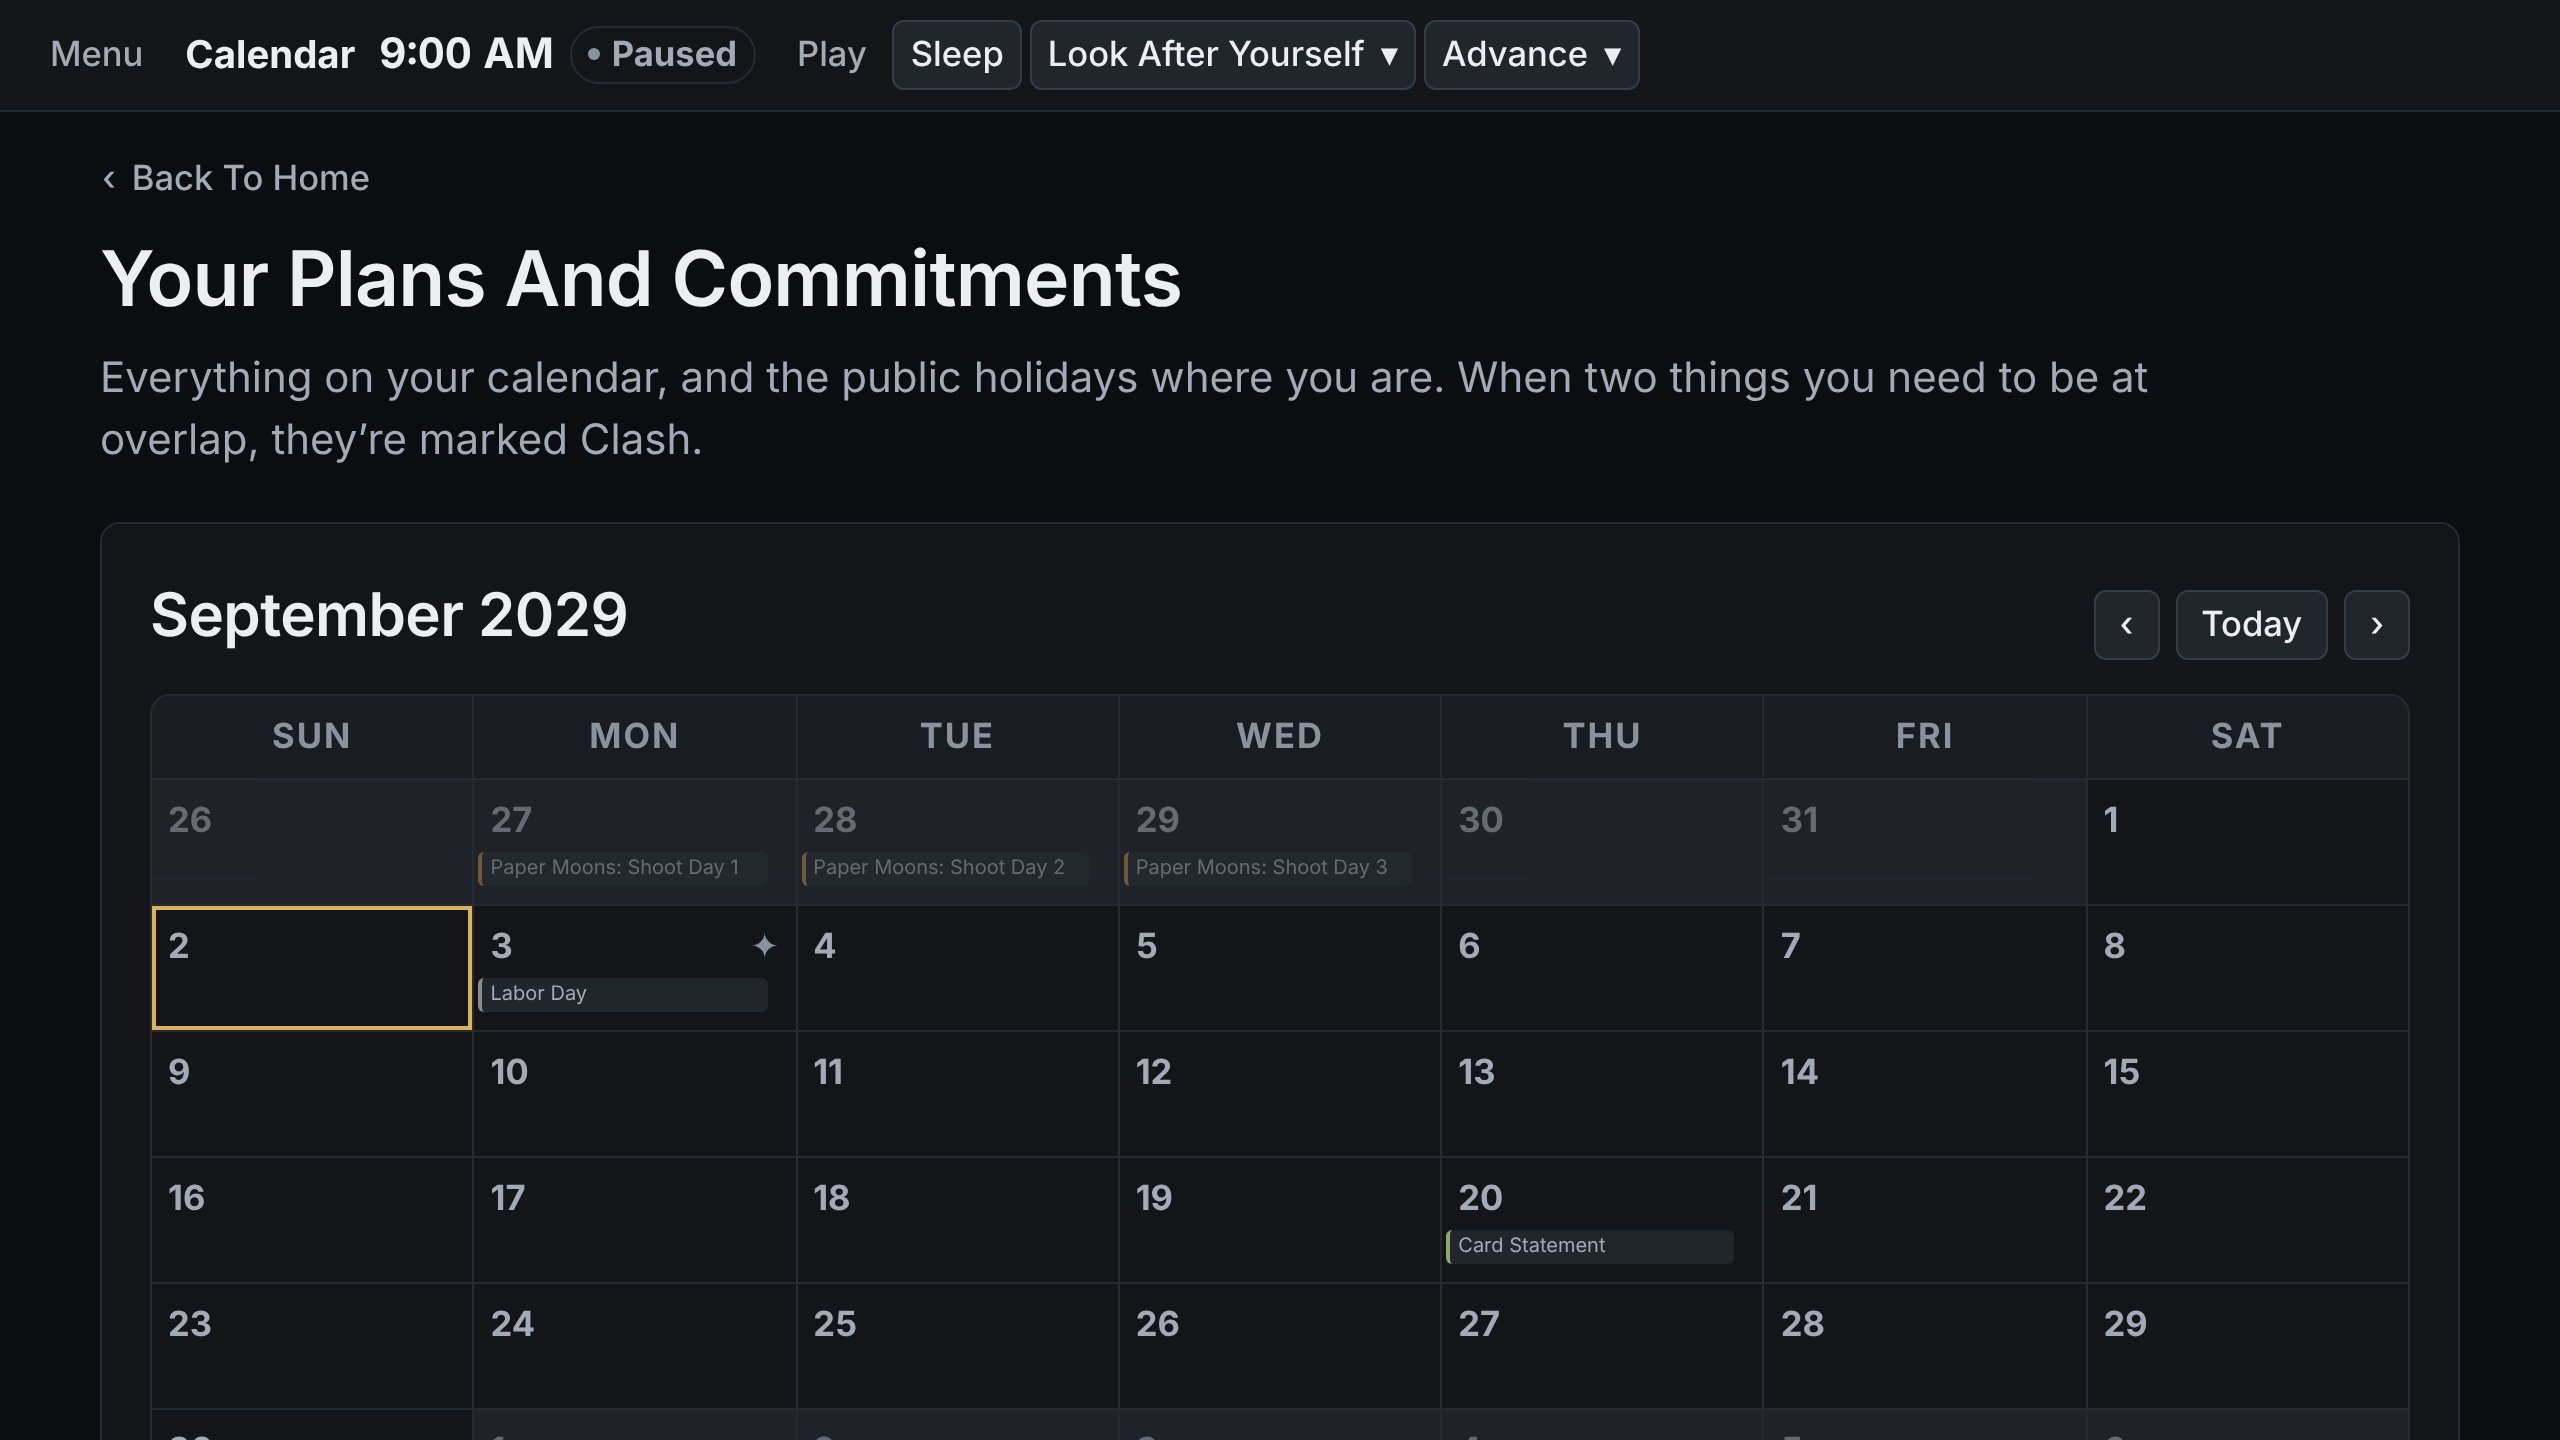 Menu Calendar 9:00 AM • Paused Play Sleep Look After Yourself ▾ Advance ▾
‹ Back To Home
Your Plans And Commitments
Everything on your calendar, and the public holidays where you are. When two things you need to be at
overlap, they’re marked Clash.
September 2029 ‹ Today ›
SUN MON TUE WED THU FRI SAT
26 27 28 29 30 31 1
Paper Moons: Shoot Day 1 Paper Moons: Shoot Day 2 Paper Moons: Shoot Day 3
2 3 ✦ 4 5 6 7 8
Labor Day
9 10 11 12 13 14 15
16 17 18 19 20 21 22
Card Statement
23 24 25 26 27 28 29